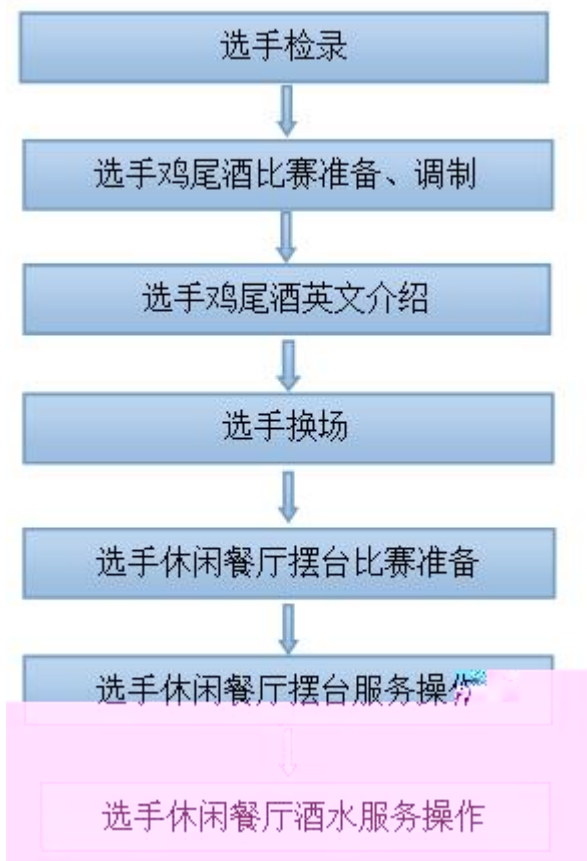 选手检录
选手鸡尾酒比赛准备、调制
选手鸡尾酒英文介绍
选手换场
选手休闲餐厅摆台比赛准备
选手休闲餐厅摆台服务操作
选手休闲餐厅酒水服务操作